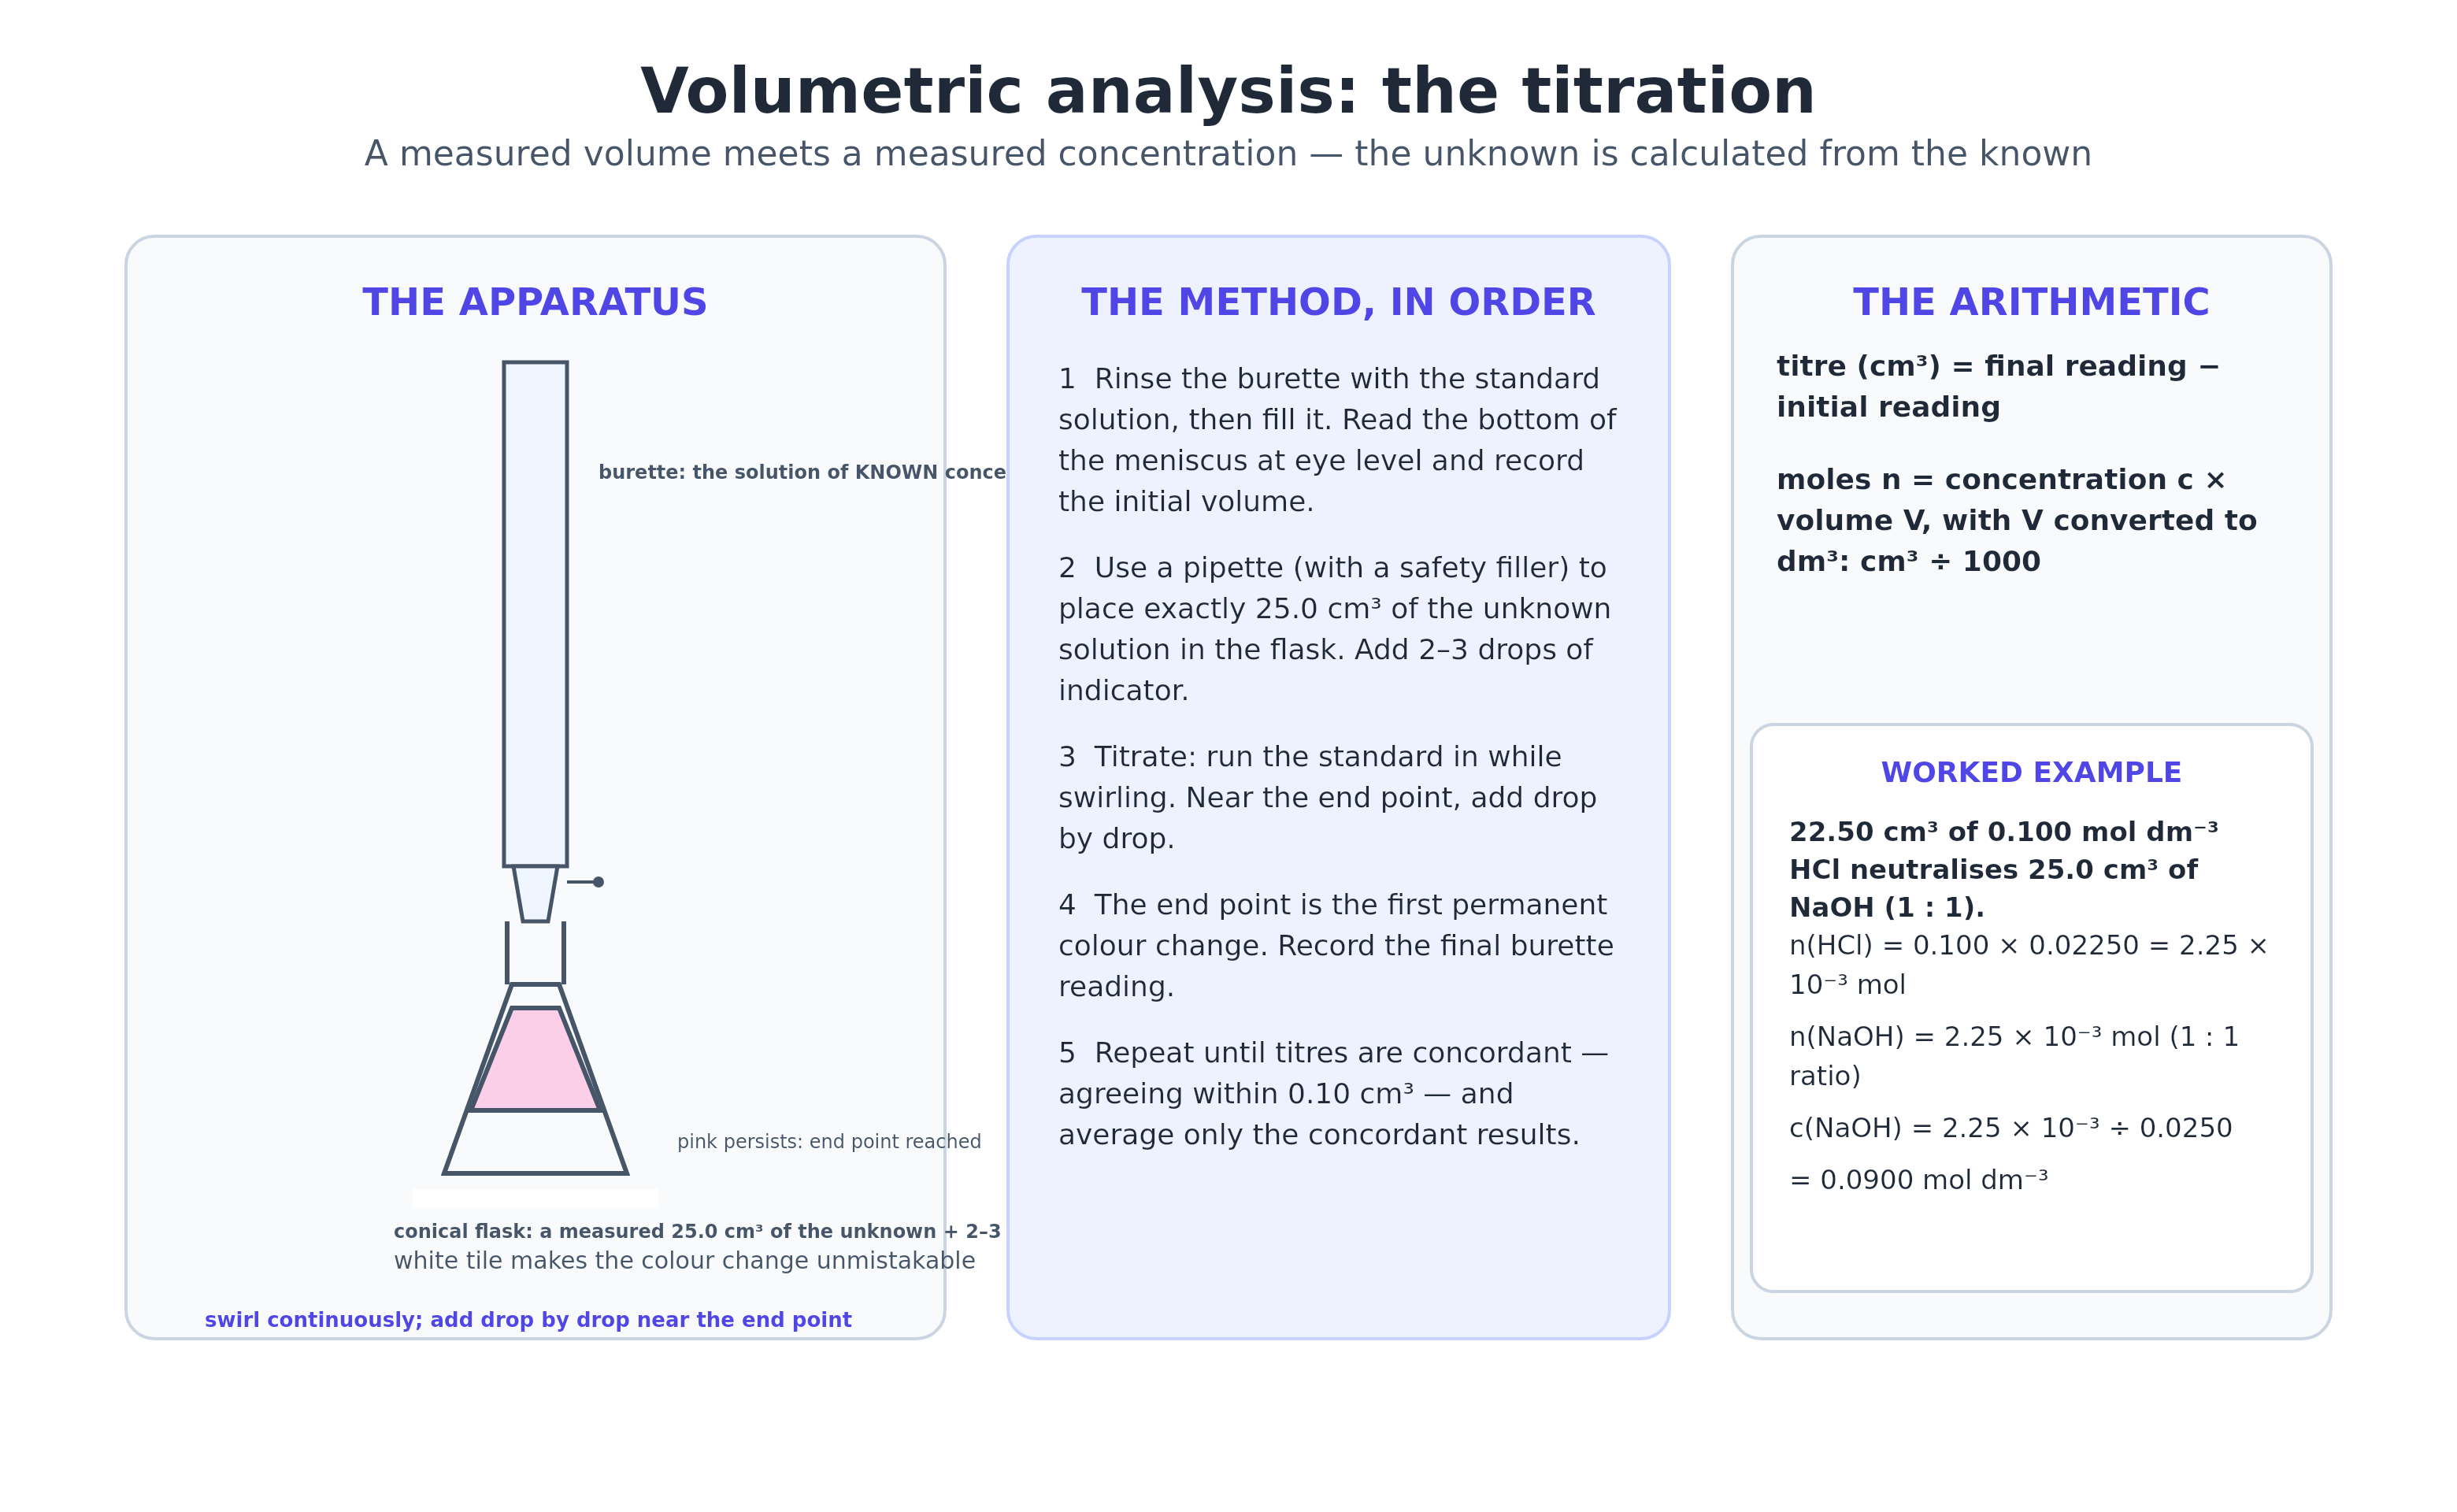 Volumetric analysis: the titration
A measured volume meets a measured concentration — the unknown is calculated from the known
THE APPARATUS
burette: the solution of KNOWN conce
pink persists: end point reached
conical flask: a measured 25.0 cm³ of the unknown + 2–3
white tile makes the colour change unmistakable
swirl continuously; add drop by drop near the end point
THE METHOD, IN ORDER
1 Rinse the burette with the standard
solution, then fill it. Read the bottom of
the meniscus at eye level and record
the initial volume.
2 Use a pipette (with a safety filler) to
place exactly 25.0 cm³ of the unknown
solution in the flask. Add 2–3 drops of
indicator.
3 Titrate: run the standard in while
swirling. Near the end point, add drop
by drop.
4 The end point is the first permanent
colour change. Record the final burette
reading.
5 Repeat until titres are concordant —
agreeing within 0.10 cm³ — and
average only the concordant results.
THE ARITHMETIC
titre (cm³) = final reading −
initial reading
moles n = concentration c ×
volume V, with V converted to
dm³: cm³ ÷ 1000
WORKED EXAMPLE
22.50 cm³ of 0.100 mol dm⁻³
HCl neutralises 25.0 cm³ of
NaOH (1 : 1).
n(HCl) = 0.100 × 0.02250 = 2.25 ×
10⁻³ mol
n(NaOH) = 2.25 × 10⁻³ mol (1 : 1
ratio)
c(NaOH) = 2.25 × 10⁻³ ÷ 0.0250
= 0.0900 mol dm⁻³